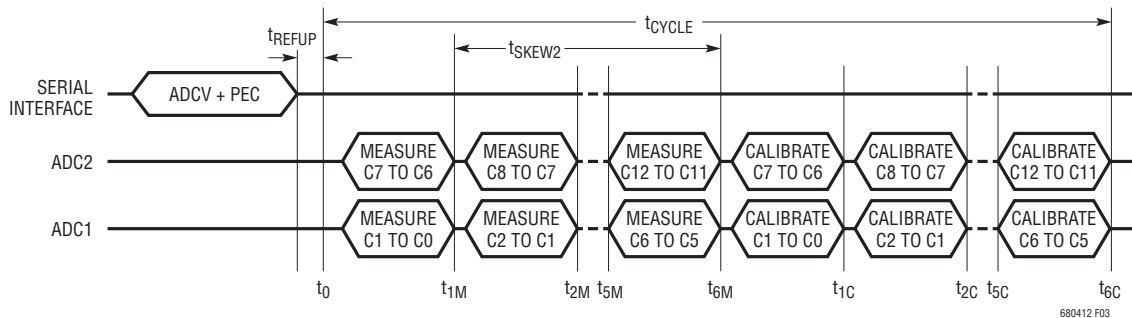 tCYCLE
tREFUP
tSKEW2
SERIAL
INTERFACE
ADCV + PEC
ADC2
MEASURE
C7 TO C6
MEASURE
C8 TO C7
MEASURE
C12 TO C11
CALIBRATE
C7 TO C6
CALIBRATE
C8 TO C7
CALIBRATE
C12 TO C11
ADC1
MEASURE
C1 TO C0
MEASURE
C2 TO C1
MEASURE
C6 TO C5
CALIBRATE
C1 TO C0
CALIBRATE
C2 TO C1
CALIBRATE
C6 TO C5
t0 t1M t2M t5M t6M t1C t2C t5C t6C
680412 F03